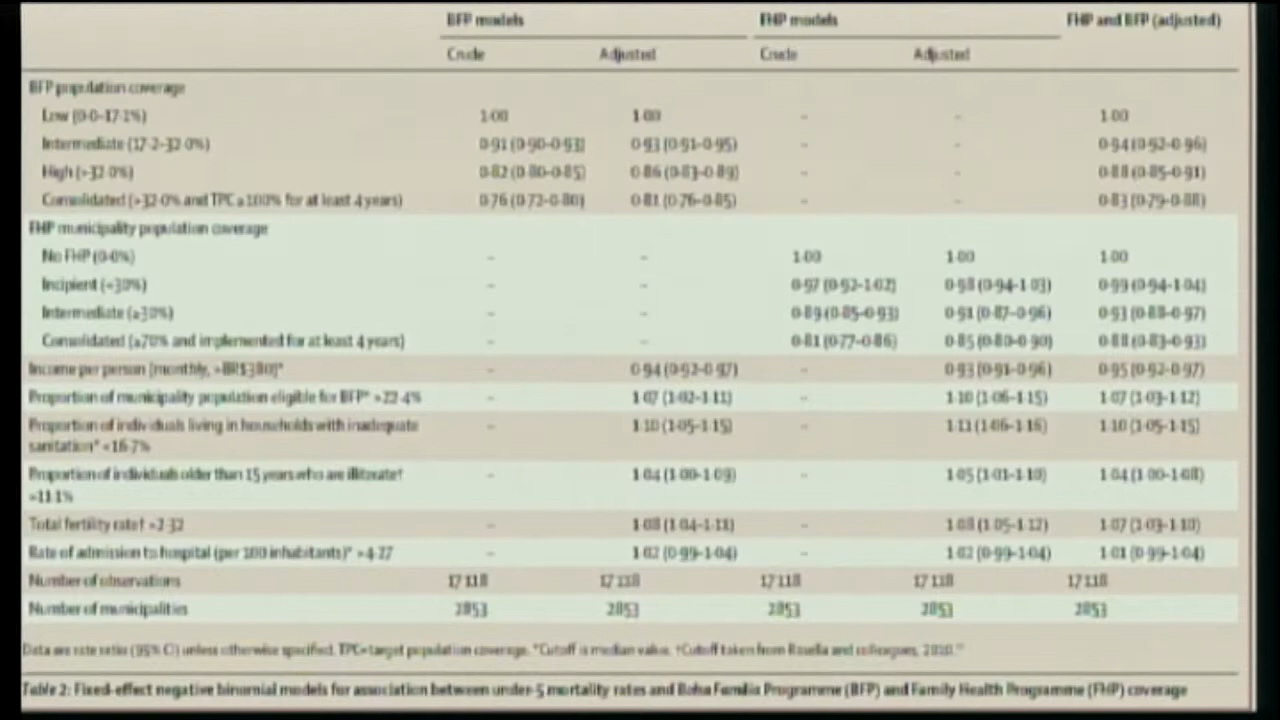 BFP models FHP models FHP and BFP (adjusted)
Crude Adjusted Crude Adjusted
BFP population coverage
Low (0·0–17·1%) 1·00 1·00 - - 1·00
Intermediate (17·2–32·0%) 0·91 (0·90–0·93) 0·93 (0·91–0·95) - - 0·94 (0·92–0·96)
High (>32·0%) 0·82 (0·80–0·85) 0·86 (0·83–0·89) - - 0·88 (0·85–0·91)
Consolidated (>32·0% and TPC ≥100% for at least 4 years) 0·76 (0·72–0·80) 0·81 (0·76–0·85) - - 0·83 (0·79–0·88)
FHP municipality population coverage
No FHP (0·0%) - - 1·00 1·00 1·00
Incipient (<30%) - - 0·97 (0·92–1·02) 0·98 (0·94–1·03) 0·99 (0·94–1·04)
Intermediate (≥30%) - - 0·89 (0·85–0·93) 0·91 (0·87–0·96) 0·93 (0·88–0·97)
Consolidated (≥70% and implemented for at least 4 years) - - 0·81 (0·77–0·86) 0·85 (0·80–0·90) 0·88 (0·83–0·93)
Income per person (monthly, >BR$380)* 0·94 (0·92–0·97) 0·93 (0·91–0·96) 0·95 (0·92–0·97)
Proportion of municipality population eligible for BFP* >22·4% - 1·07 (1·02–1·11) - 1·10 (1·06–1·15) 1·07 (1·03–1·12)
Proportion of individuals living in households with inadequate - 1·10 (1·05–1·15) - 1·11 (1·06–1·16) 1·10 (1·05–1·15)
sanitation* <16·7%
Proportion of individuals older than 15 years who are illiterate† - 1·04 (1·00–1·09) - 1·05 (1·01–1·10) 1·04 (1·00–1·08)
>11·1%
Total fertility rate† >2·32 - 1·08 (1·04–1·11) - 1·08 (1·05–1·12) 1·07 (1·03–1·10)
Rate of admission to hospital (per 100 inhabitants)* >4·27 - 1·02 (0·99–1·04) - 1·02 (0·99–1·04) 1·01 (0·99–1·04)
Number of observations 17 118 17 118 17 118 17 118 17 118
Number of municipalities 2853 2853 2853 2853 2853
Data are rate ratio (95% CI) unless otherwise specified. TPC=target population coverage. *Cutoff is median value. †Cutoff taken from and colleagues, 2010.
Table 2: Fixed-effect negative binomial models for association between under-5 mortality rates and Bolsa Familia Programme (BFP) and Family Health Programme (FHP) coverage